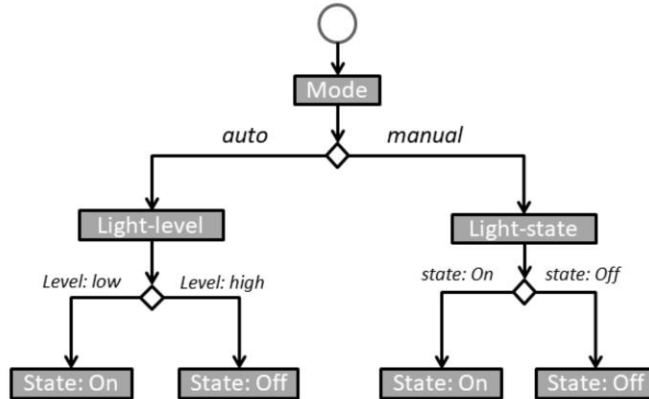 Mode
auto
manual
Light-level
Light-state
Level: low
Level: high
state: On
state: Off
State: On
State: Off
State: On
State: Off